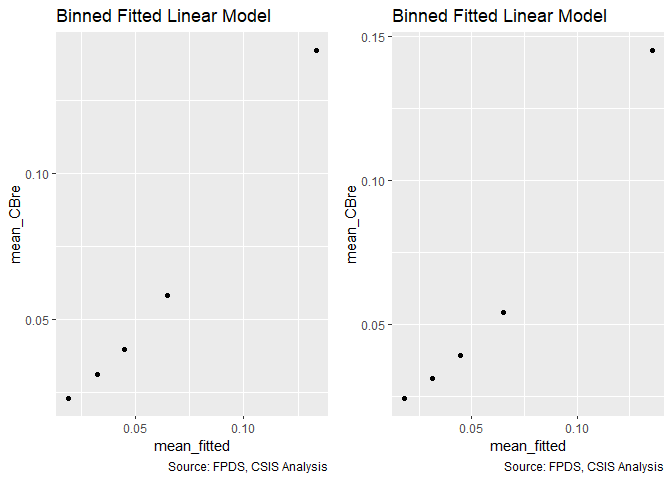 Binned Fitted Linear Model
mean_CBre
0.10
0.05
0.05
0.10
mean_fitted
Source: FPDS, CSIS Analysis
Binned Fitted Linear Model
mean_CBre
0.15
0.10
0.05
0.05
0.10
mean_fitted
Source: FPDS, CSIS Analysis